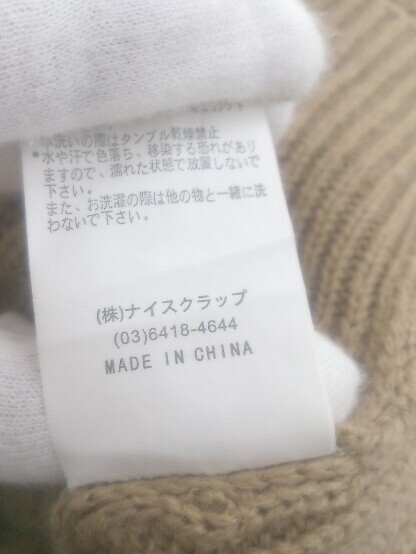 水洗いの際はタンブル乾燥禁止
•水や汗で色落ち、移染する恐れがあり
ますので、濡れた状態で放置しないで
下さい。
また、お洗濯の際は他の物と一緒に洗
わないで下さい。
(株)ナイスクラップ
(03)6418-4644
MADE IN CHINA